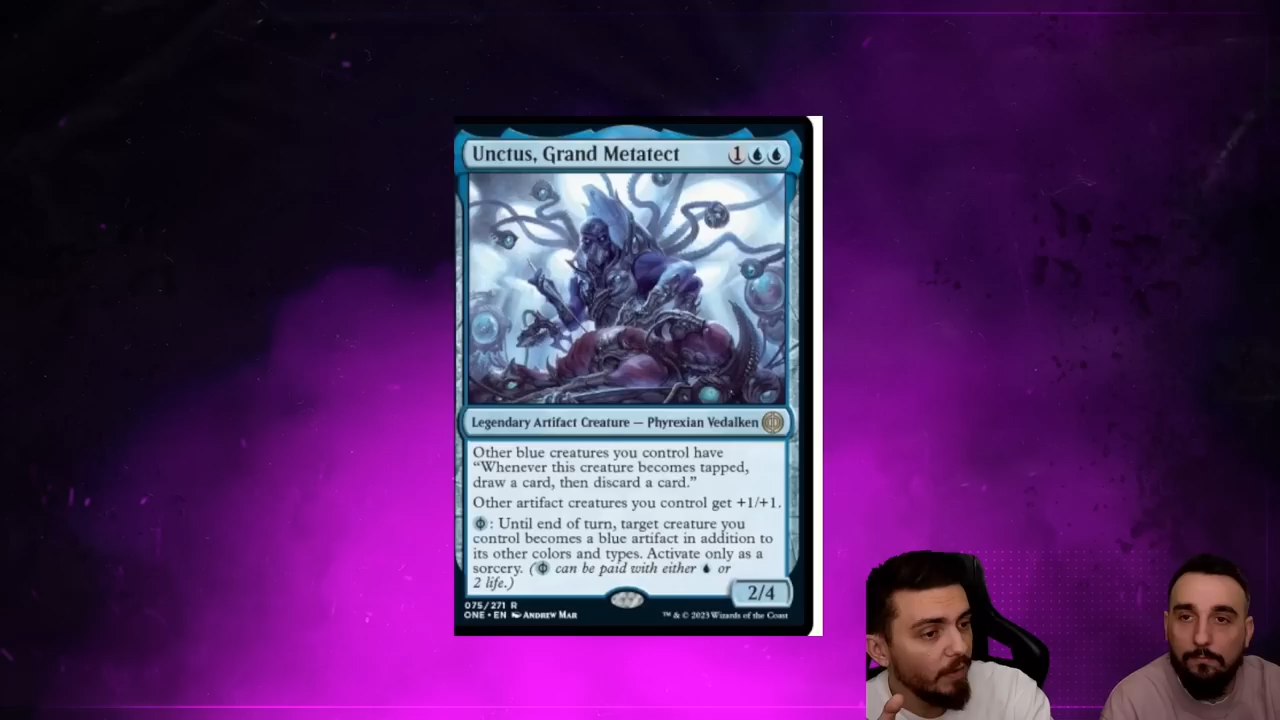 Unctus, Grand Metatect 1
Legendary Artifact Creature — Phyrexian Vedalken
Other blue creatures you control have
“Whenever this creature becomes tapped,
draw a card, then discard a card.”
Other artifact creatures you control get +1/+1.
: Until end of turn, target creature you
control becomes a blue artifact in addition to
its other colors and types. Activate only as a
sorcery. ( can be paid with either or
2 life.)
2/4
075/271 R
ONE • EN Andrew Mar
™ & © 2023 Wizards of the Coast